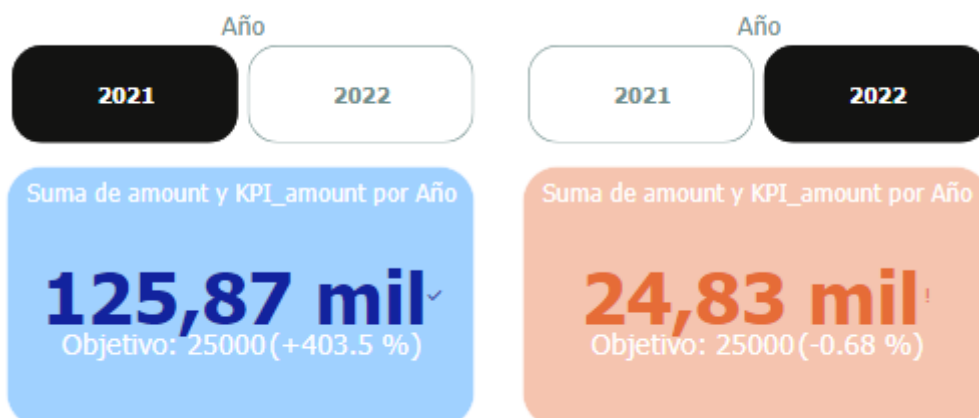 Año
2021
2022
Suma de amount y KPI_amount por Año
125,87 mil
Objetivo: 25000 (+403.5 %)
Año
2021
2022
Suma de amount y KPI_amount por Año
24,83 mil!
Objetivo: 25000 (-0.68 %)